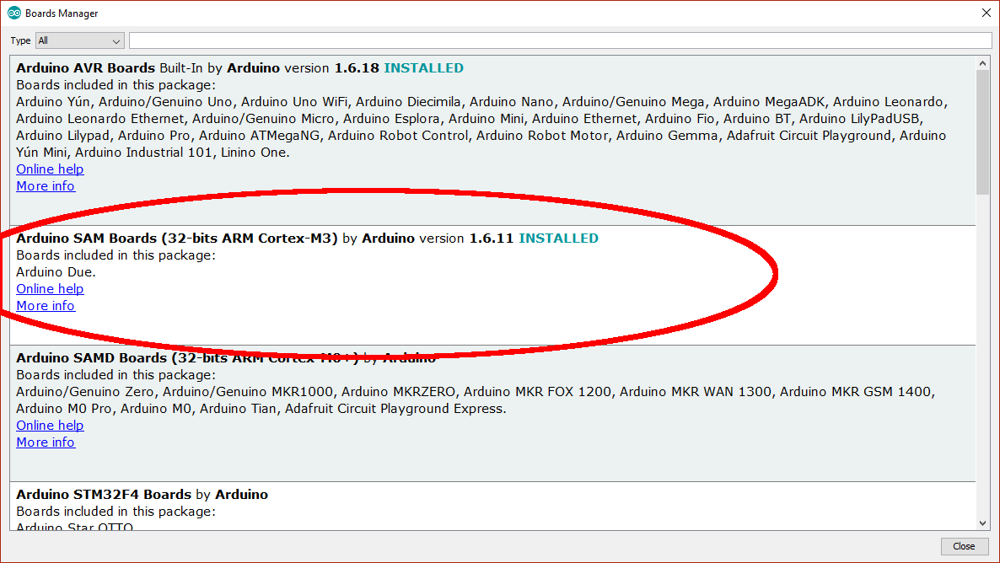 Boards Manager
Type All
Arduino AVR Boards Built-In by Arduino version 1.6.18 INSTALLED
Boards included in this package:
Arduino Yún, Arduino/Genuino Uno, Arduino Uno WiFi, Arduino Diecimila, Arduino Nano, Arduino/Genuino Mega, Arduino MegaADK, Arduino Leonardo,
Arduino Leonardo Ethernet, Arduino/Genuino Micro, Arduino Esplora, Arduino Mini, Arduino Ethernet, Arduino Fio, Arduino BT, Arduino LilyPadUSB,
Arduino Lilypad, Arduino Pro, Arduino ATMegaNG, Arduino Robot Control, Arduino Robot Motor, Arduino Gemma, Adafruit Circuit Playground, Arduino
Yún Mini, Arduino Industrial 101, Linino One.
Online help
More info
Arduino SAM Boards (32-bits ARM Cortex-M3) by Arduino version 1.6.11 INSTALLED
Boards included in this package:
Arduino Due.
Online help
More info
Arduino SAMD Boards (32-bits ARM Cortex-M0+) by Arduino
Boards included in this package:
Arduino/Genuino Zero, Arduino/Genuino MKR1000, Arduino MKRZERO, Arduino MKR FOX 1200, Arduino MKR WAN 1300, Arduino MKR GSM 1400,
Arduino M0 Pro, Arduino M0, Arduino Tian, Adafruit Circuit Playground Express.
Online help
More info
Arduino STM32F4 Boards by Arduino
Boards included in this package:
Arduino Star OTTO
Close